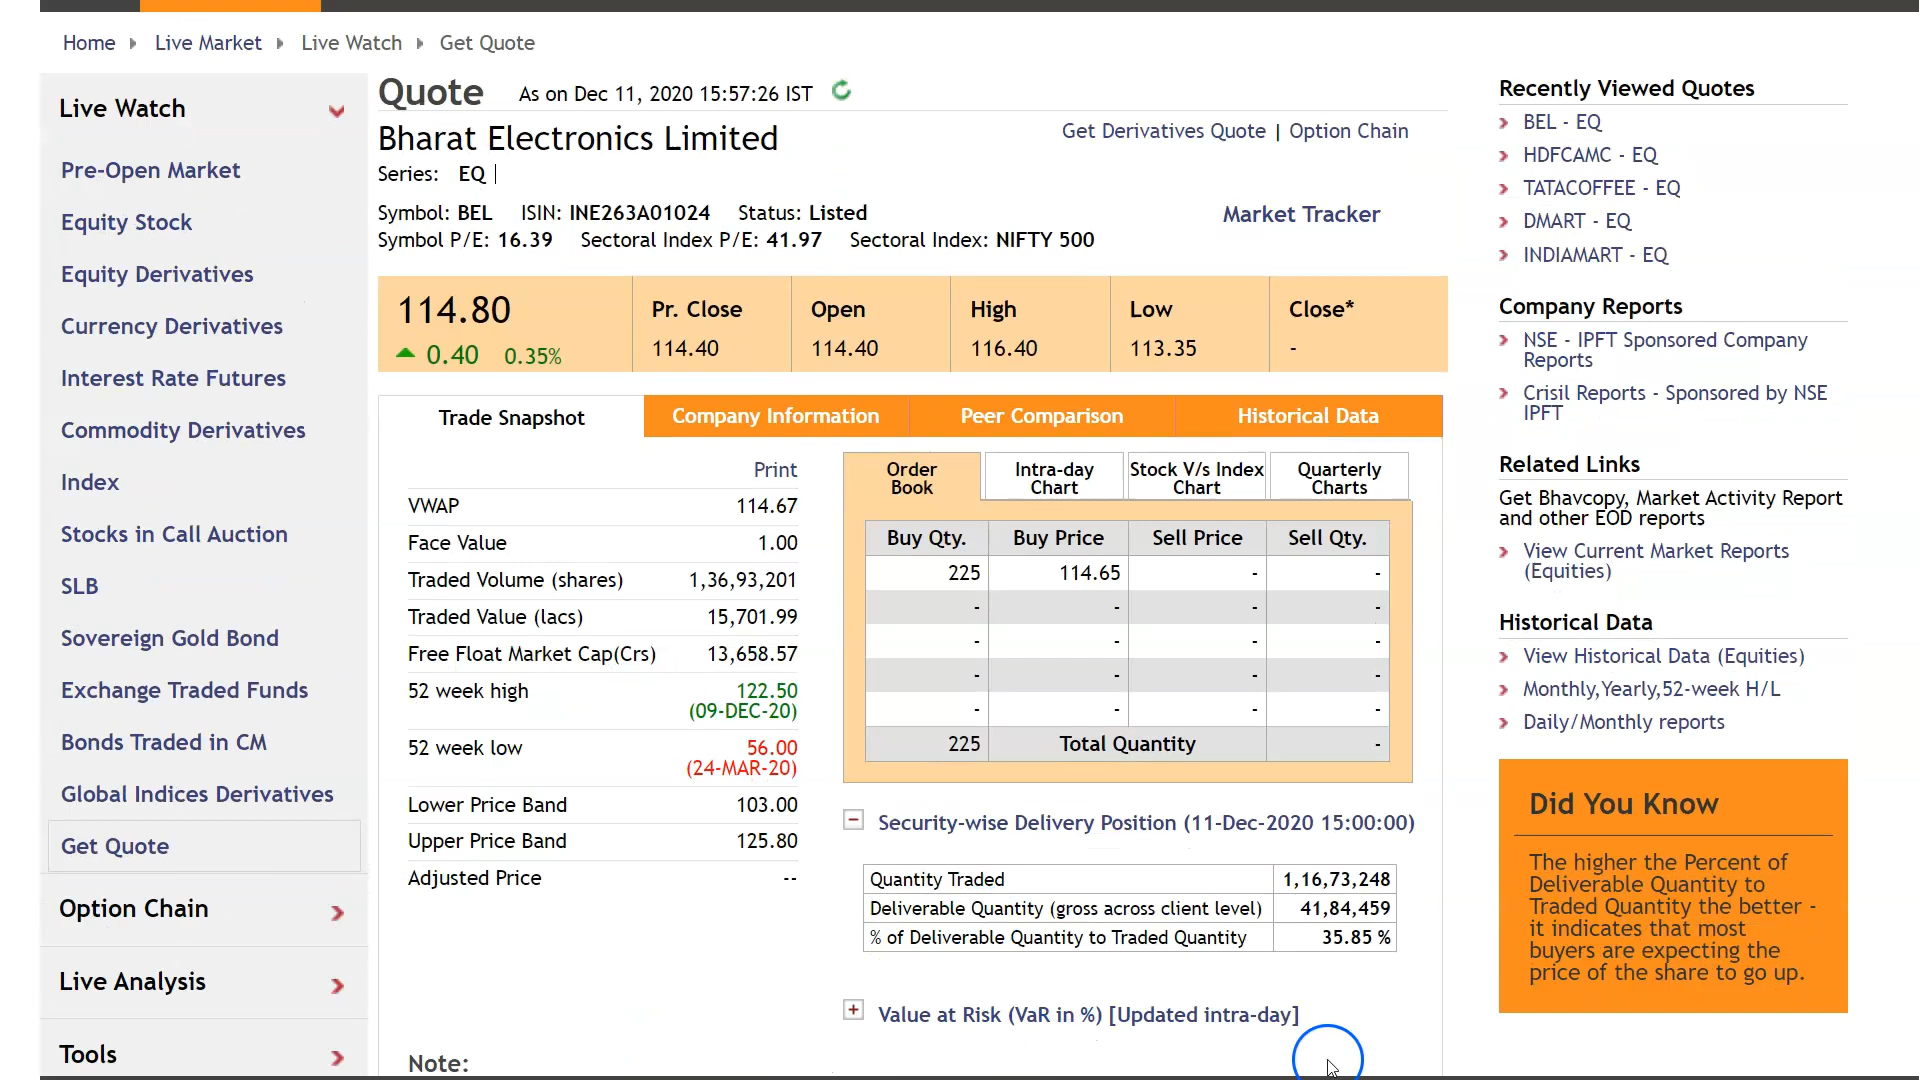 Home Live Market Live Watch Get Quote
Live Watch
Pre-Open Market
Equity Stock
Equity Derivatives
Currency Derivatives
Interest Rate Futures
Commodity Derivatives
Index
Stocks in Call Auction
SLB
Sovereign Gold Bond
Exchange Traded Funds
Bonds Traded in CM
Global Indices Derivatives
Get Quote
Option Chain
Live Analysis
Tools
Quote As on Dec 11, 2020 15:57:26 IST
Bharat Electronics Limited
Get Derivatives Quote | Option Chain
Series: EQ |
Symbol: BEL ISIN: INE263A01024 Status: Listed
Market Tracker
Symbol P/E: 16.39 Sectoral Index P/E: 41.97 Sectoral Index: NIFTY 500
114.80
0.40 0.35%
Pr. Close Open High Low Close*
114.40 114.40 116.40 113.35 -
Trade Snapshot Company Information Peer Comparison Historical Data
Print
VWAP 114.67
Face Value 1.00
Traded Volume (shares) 1,36,93,201
Traded Value (lacs) 15,701.99
Free Float Market Cap(Crs) 13,658.57
52 week high 122.50
(09-DEC-20)
52 week low 56.00
(24-MAR-20)
Lower Price Band 103.00
Upper Price Band 125.80
Adjusted Price --
Note:
Order
Book
Intra-day
Chart
Stock V/s Index
Chart
Quarterly
Charts
Buy Qty. Buy Price Sell Price Sell Qty.
225 114.65 - -
- - - -
- - - -
- - - -
- - - -
225 Total Quantity -
Security-wise Delivery Position (11-Dec-2020 15:00:00)
Quantity Traded 1,16,73,248
Deliverable Quantity (gross across client level) 41,84,459
% of Deliverable Quantity to Traded Quantity 35.85 %
Value at Risk (VaR in %) [Updated intra-day]
Recently Viewed Quotes
BEL - EQ
HDFCAMC - EQ
TATACOFFEE - EQ
DMART - EQ
INDIAMART - EQ
Company Reports
NSE - IPFT Sponsored Company
Reports
Crisil Reports - Sponsored by NSE
IPFT
Related Links
Get Bhavcopy, Market Activity Report
and other EOD reports
View Current Market Reports
(Equities)
Historical Data
View Historical Data (Equities)
Monthly,Yearly,52-week H/L
Daily/Monthly reports
Did You Know
The higher the Percent of
Deliverable Quantity to
Traded Quantity the better -
it indicates that most
buyers are expecting the
price of the share to go up.